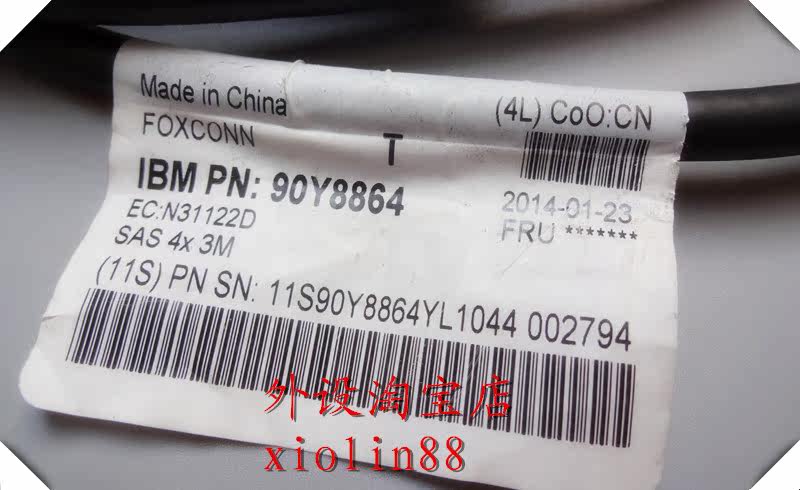 Made in China
FOXCONN
T
(4L) CoO:CN
IBM PN: 90Y8864
EC:N31122D
SAS 4x 3M
2014-01-23
FRU *******
(11S) PN SN: 11S90Y8864YL1044 002794
外设淘宝店
xiolin88